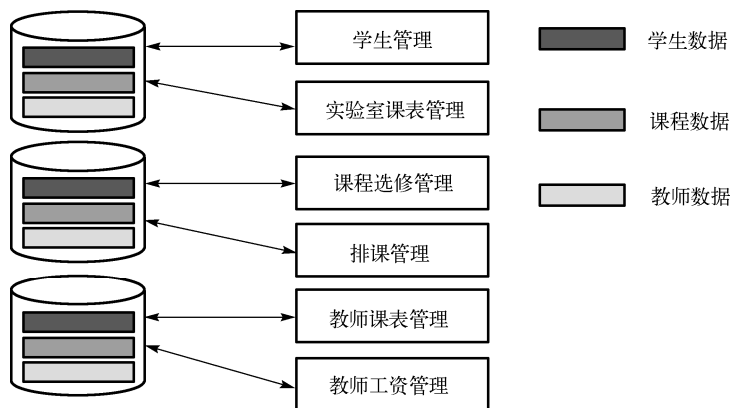 学生管理
实验室课表管理
课程选修管理
排课管理
教师课表管理
教师工资管理
学生数据
课程数据
教师数据